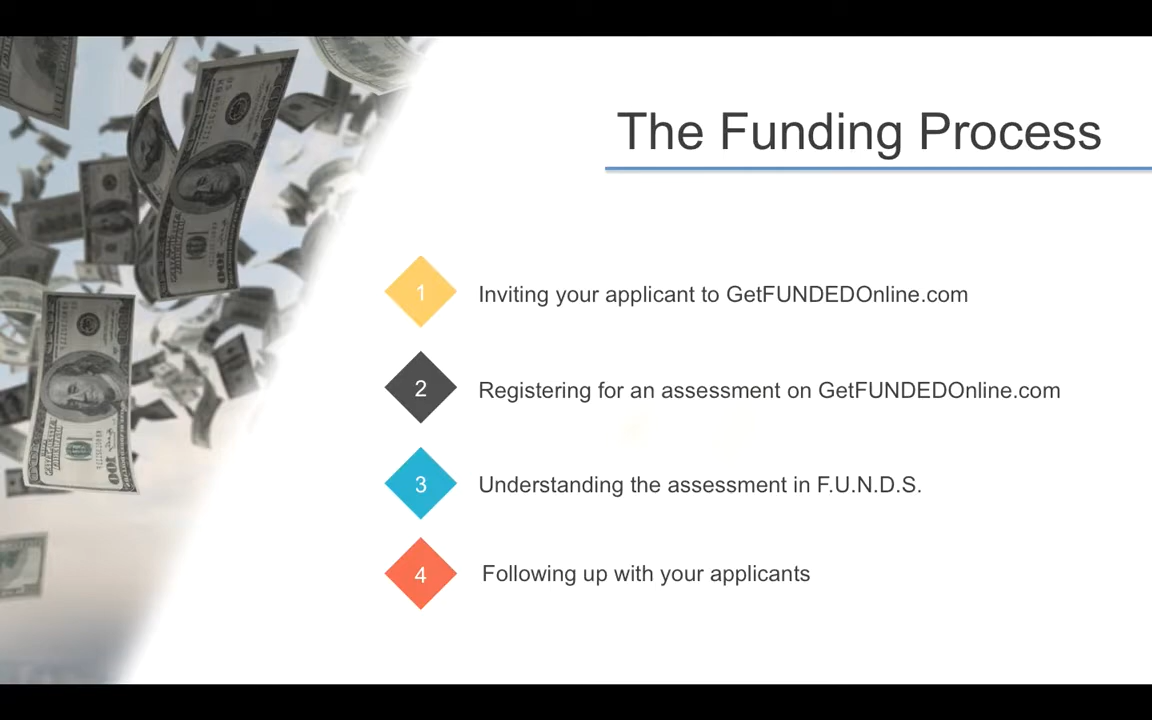 The Funding Process
1 Inviting your applicant to GetFUNDEDOnline.com
2 Registering for an assessment on GetFUNDEDOnline.com
3 Understanding the assessment in F.U.N.D.S.
4 Following up with your applicants